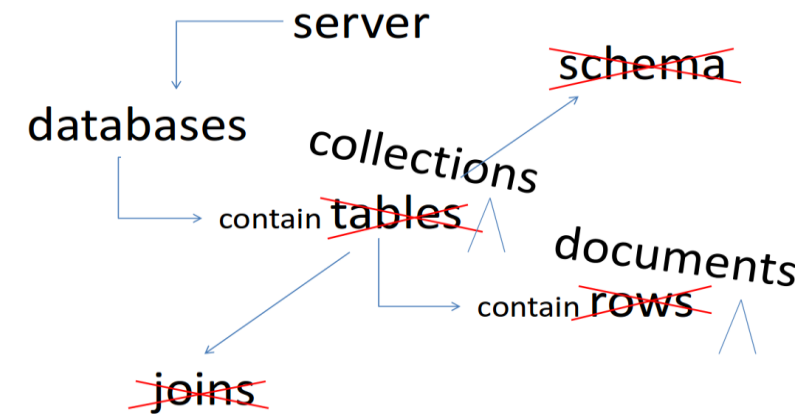 server
schema
databases
collections
contain tables
documents
contain rows
joins